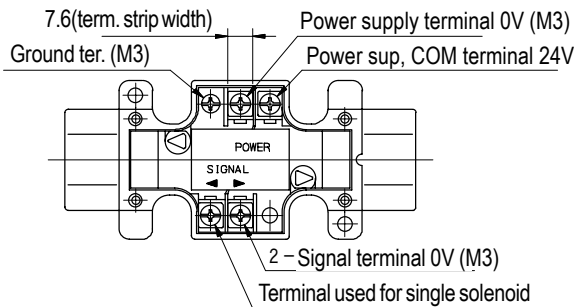 7.6(term. strip width)
Power supply terminal 0V (M3)
Ground ter. (M3)
Power sup, COM terminal 24V
POWER
SIGNAL
2 – Signal terminal 0V (M3)
Terminal used for single solenoid